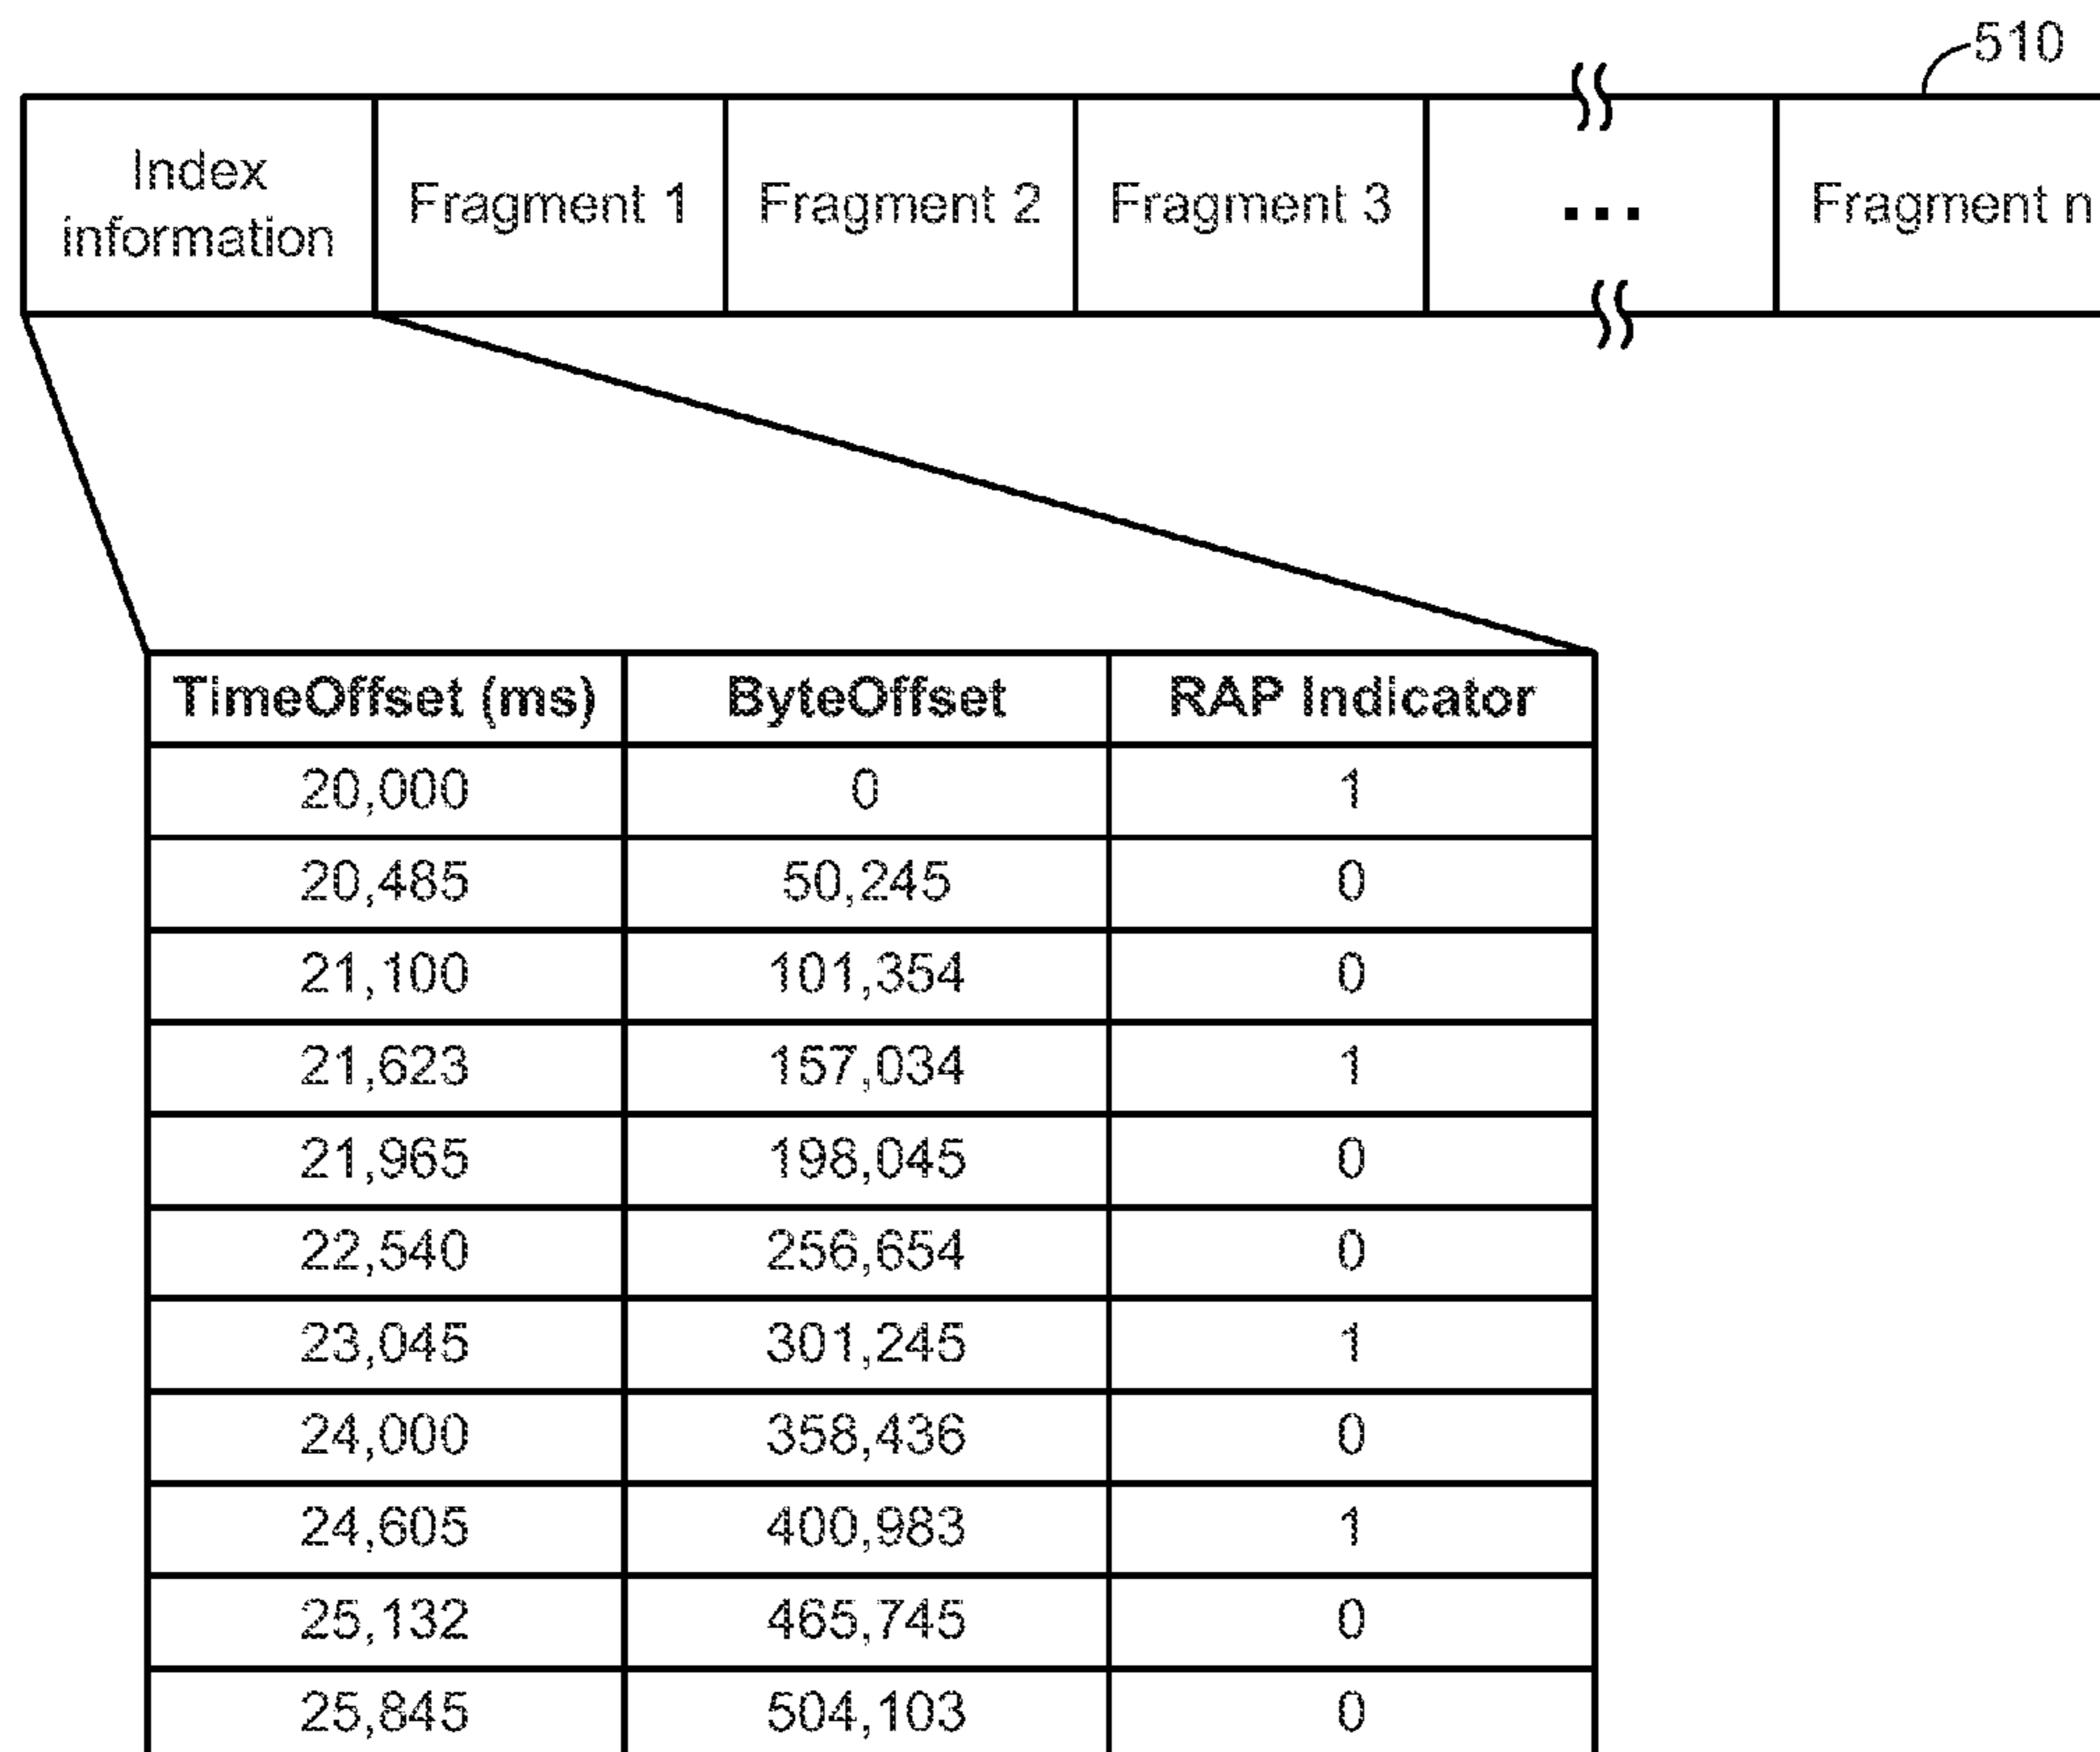 510
Index
information
Fragment 1
Fragment 2
Fragment 3
...
Fragment n
TimeOffset (ms) ByteOffset RAP Indicator
20,000 0 1
20,485 50,245 0
21,100 101,354 0
21,623 157,034 1
21,965 198,045 0
22,540 256,654 0
23,045 301,245 1
24,000 358,436 0
24,605 400,983 1
25,132 465,745 0
25,845 504,103 0